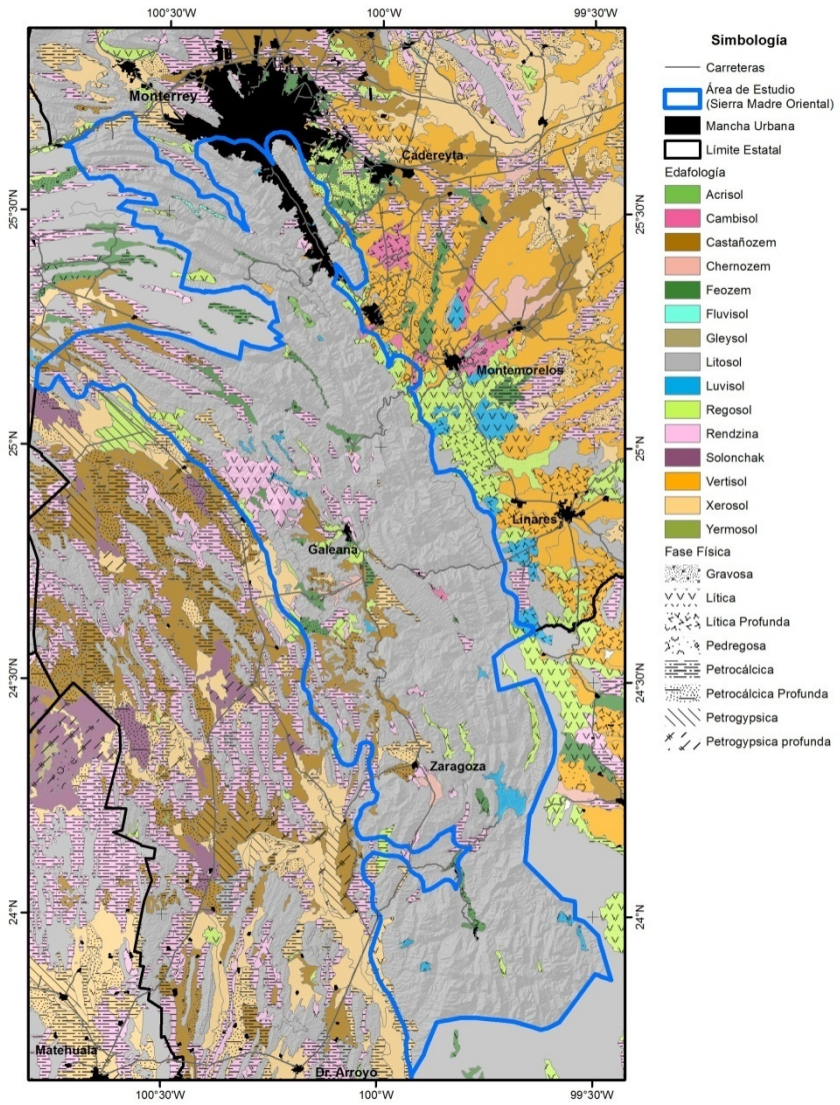 100°30'W 100°0' 99°30'W
Simbología
Carreteras
Área de Estudio
(Sierra Madre Oriental)
Mancha Urbana
Límite Estatal
Edafología
Acrisol
Cambisol
Castañozem
Chernozem
Feozem
Fluvisol
Gleysol
Litosol
Luvisol
Regosol
Rendzina
Solonchak
Vertisol
Xerosol
Yermosol
Fase Física
Gravosa
Lítica
Lítica Profunda
Pedregosa
Petrocálcica
Petrocálcica Profunda
Petrogypsica
Petrogypsica profunda
Monterrey
Cadereyta
25°30'N 25°30'N
Montemorelos
25°N 25°N
Linares
Galeana
24°30'N 24°30'N
Zaragoza
24°N 24°N
Matehuala
Dr. Arroyo
100°30'W 100°0' 99°30'W